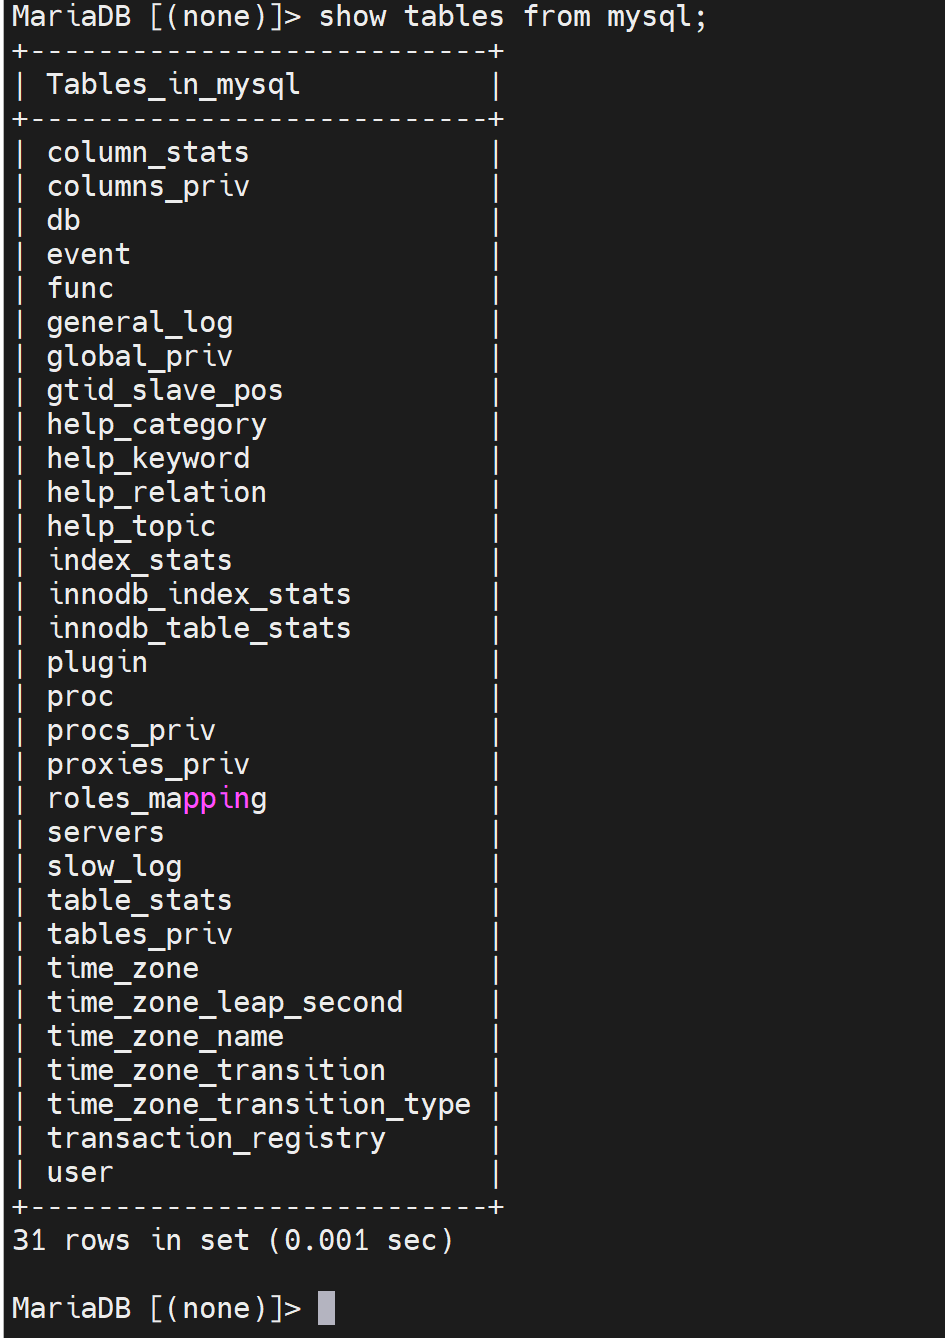 MariaDB [(none)]> show tables from mysql;
+---------------------------+
| Tables_in_mysql           |
+---------------------------+
| column_stats              |
| columns_priv              |
| db                        |
| event                     |
| func                      |
| general_log               |
| global_priv               |
| gtid_slave_pos            |
| help_category             |
| help_keyword              |
| help_relation             |
| help_topic                |
| index_stats               |
| innodb_index_stats        |
| innodb_table_stats        |
| plugin                    |
| proc                      |
| procs_priv                |
| proxies_priv              |
| roles_mapping             |
| servers                   |
| slow_log                  |
| table_stats               |
| tables_priv               |
| time_zone                 |
| time_zone_leap_second     |
| time_zone_name            |
| time_zone_transition      |
| time_zone_transition_type |
| transaction_registry      |
| user                      |
+---------------------------+
31 rows in set (0.001 sec)

MariaDB [(none)]>